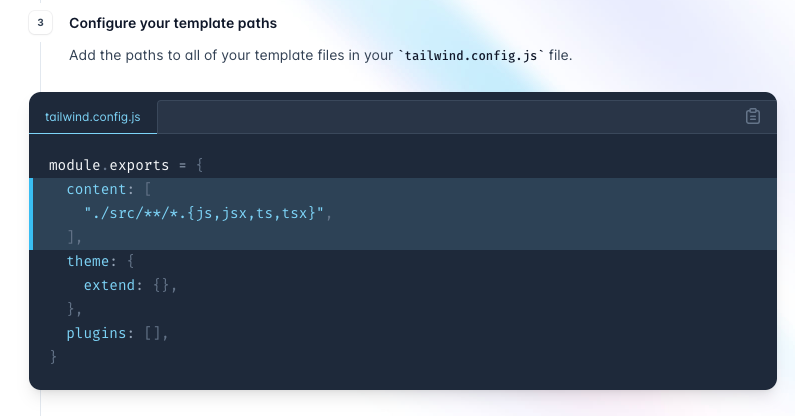 3 Configure your template paths
Add the paths to all of your template files in your `tailwind.config.js` file.
tailwind.config.js
module.exports = {
  content: [
    "./src/**/*.{js,jsx,ts,tsx}",
  ],
  theme: {
    extend: {},
  },
  plugins: [],
}